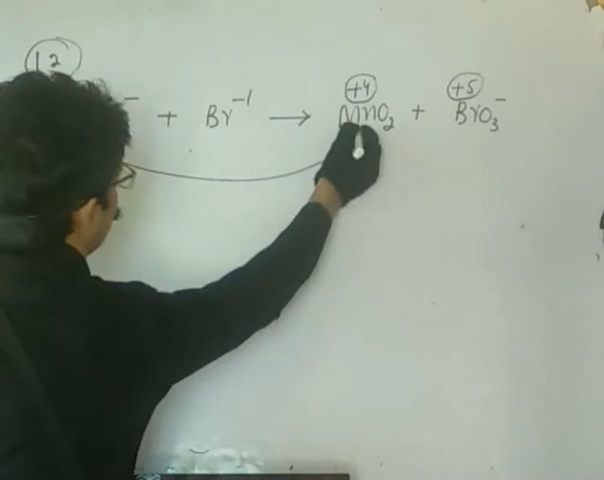 12
+4 +5
⁻ + Br⁻¹ → MnO₂ + BrO₃⁻